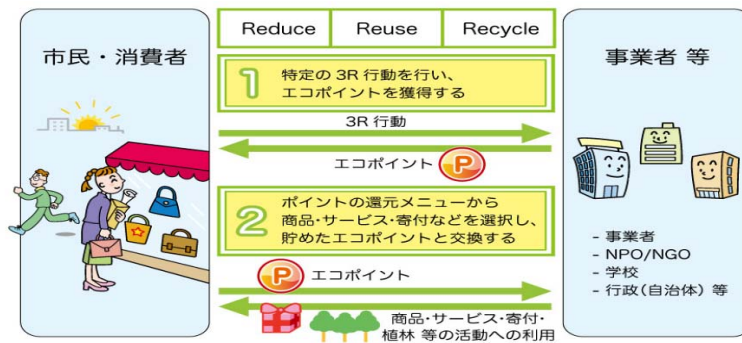 市民・消費者
Reduce
Reuse
Recycle
事業者 等
1
特定の 3R 行動を行い、
エコポイントを獲得する
3R 行動
エコポイント P
2
ポイントの還元メニューから
商品・サービス・寄付などを選択し、
貯めたエコポイントと交換する
P エコポイント
商品・サービス・寄付・
植林 等の活動への利用
- 事業者
- NPO/NGO
- 学校
- 行政(自治体) 等